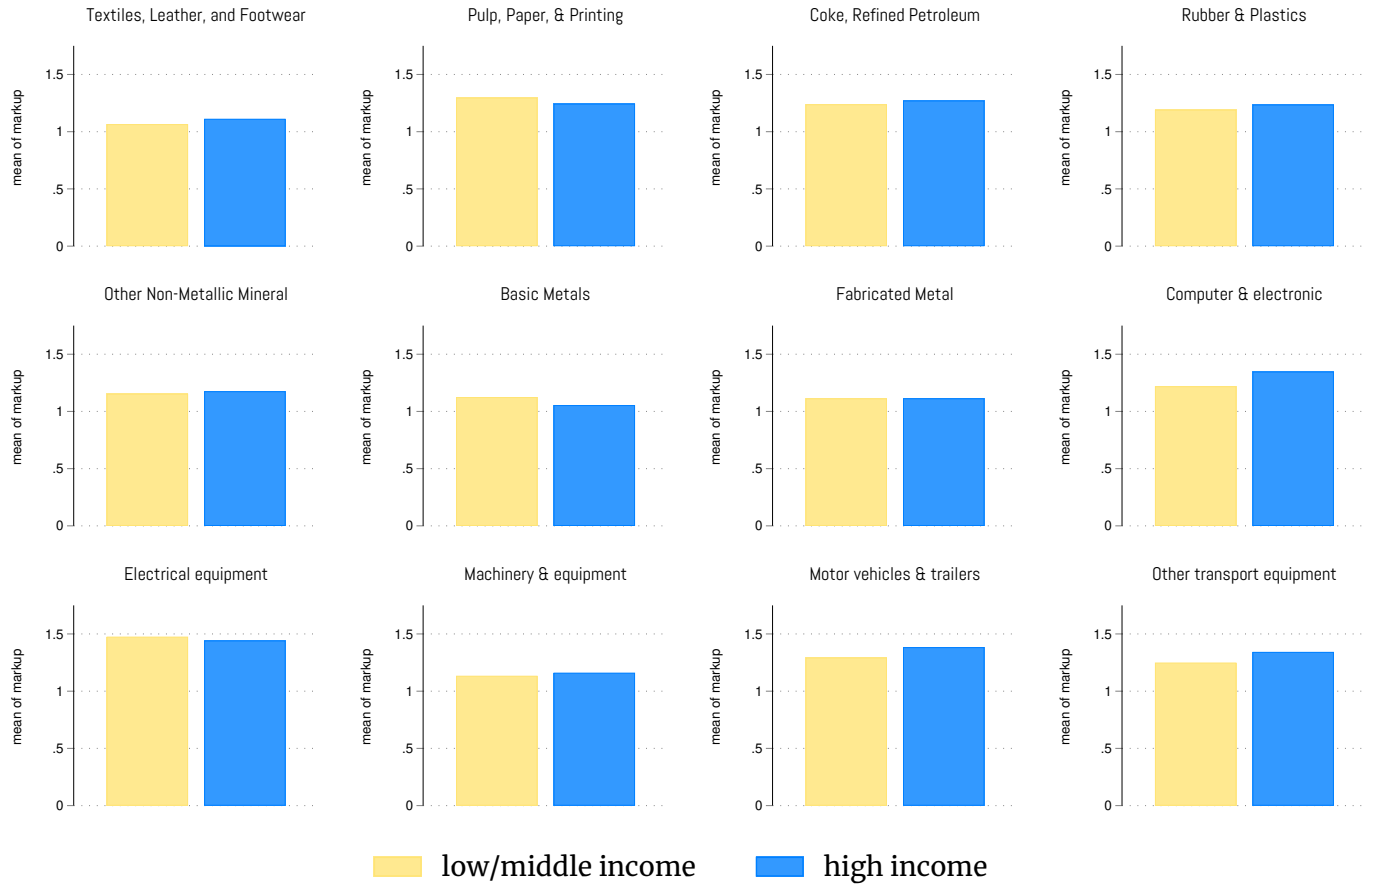 Textiles, Leather, and Footwear
mean of markup
1.5
1
.5
0
Pulp, Paper, & Printing
mean of markup
1.5
1
.5
0
Coke, Refined Petroleum
mean of markup
1.5
1
.5
0
Rubber & Plastics
mean of markup
1.5
1
.5
0
Other Non-Metallic Mineral
mean of markup
1.5
1
.5
0
Basic Metals
mean of markup
1.5
1
.5
0
Fabricated Metal
mean of markup
1.5
1
.5
0
Computer & electronic
mean of markup
1.5
1
.5
0
Electrical equipment
mean of markup
1.5
1
.5
0
Machinery & equipment
mean of markup
1.5
1
.5
0
Motor vehicles & trailers
mean of markup
1.5
1
.5
0
Other transport equipment
mean of markup
1.5
1
.5
0
low/middle income
high income